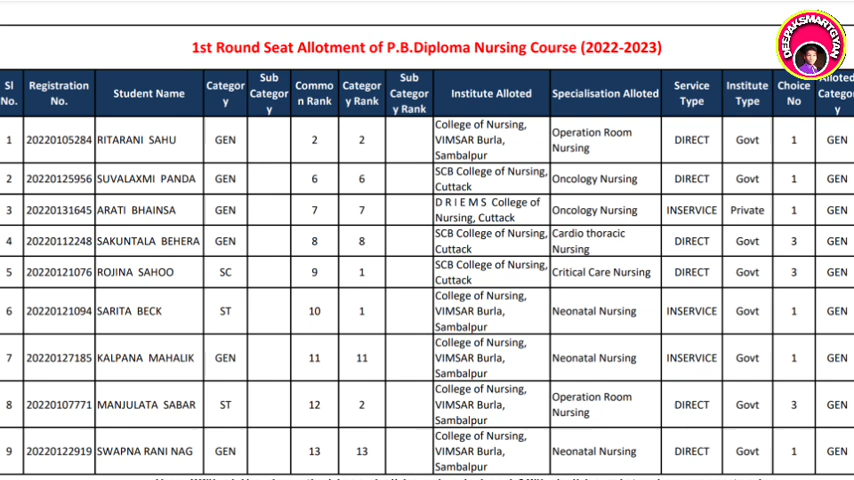 DEEPAKSMARTGYAN
1st Round Seat Allotment of P.B.Diploma Nursing Course (2022-2023)
Sl No. Registration No. Student Name Category Sub Category Common Rank Category Rank Sub Category Rank Institute Alloted Specialisation Alloted Service Type Institute Type Choice No Alloted Category
1 20220105284 RITARANI SAHU GEN 2 2 College of Nursing, VIMSAR Burla, Sambalpur Operation Room Nursing DIRECT Govt 1 GEN
2 20220125956 SUVALAXMI PANDA GEN 6 6 SCB College of Nursing, Cuttack Oncology Nursing DIRECT Govt 1 GEN
3 20220131645 ARATI BHAINSA GEN 7 7 D R I E M S College of Nursing, Cuttack Oncology Nursing INSERVICE Private 1 GEN
4 20220112248 SAKUNTALA BEHERA GEN 8 8 SCB College of Nursing, Cuttack Cardio thoracic Nursing DIRECT Govt 3 GEN
5 20220121076 ROJINA SAHOO SC 9 1 SCB College of Nursing, Cuttack Critical Care Nursing DIRECT Govt 3 GEN
6 20220121094 SARITA BECK ST 10 1 College of Nursing, VIMSAR Burla, Sambalpur Neonatal Nursing INSERVICE Govt 1 GEN
7 20220127185 KALPANA MAHALIK GEN 11 11 College of Nursing, VIMSAR Burla, Sambalpur Neonatal Nursing INSERVICE Govt 1 GEN
8 20220107771 MANJULATA SABAR ST 12 2 College of Nursing, VIMSAR Burla, Sambalpur Operation Room Nursing DIRECT Govt 3 GEN
9 20220122919 SWAPNA RANI NAG GEN 13 13 College of Nursing, VIMSAR Burla, Sambalpur Neonatal Nursing DIRECT Govt 1 GEN